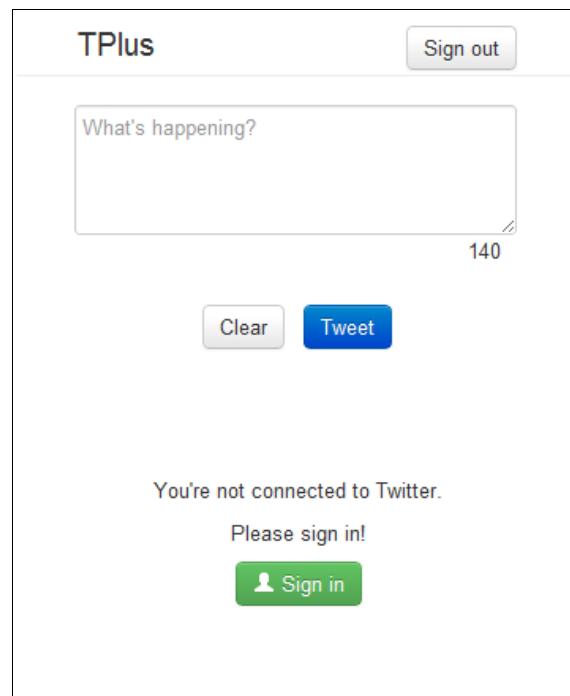 TPlus
Sign out
What's happening?
140
Clear
Tweet
You're not connected to Twitter.
Please sign in!
Sign in